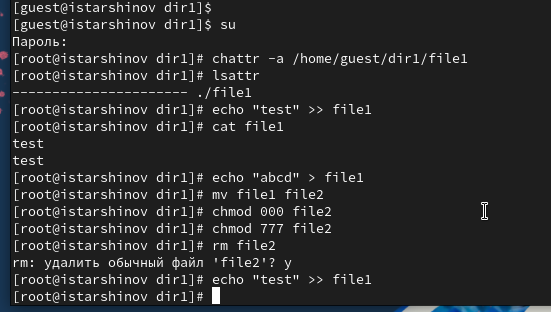 [guest@istarshinov dir1]$
[guest@istarshinov dir1]$ su
Пароль:
[root@istarshinov dir1]# chattr -a /home/guest/dir1/file1
[root@istarshinov dir1]# lsattr
---------------------- ./file1
[root@istarshinov dir1]# echo "test" >> file1
[root@istarshinov dir1]# cat file1
test
test
[root@istarshinov dir1]# echo "abcd" > file1
[root@istarshinov dir1]# mv file1 file2
[root@istarshinov dir1]# chmod 000 file2
[root@istarshinov dir1]# chmod 777 file2
[root@istarshinov dir1]# rm file2
rm: удалить обычный файл 'file2'? y
[root@istarshinov dir1]# echo "test" >> file1
[root@istarshinov dir1]#